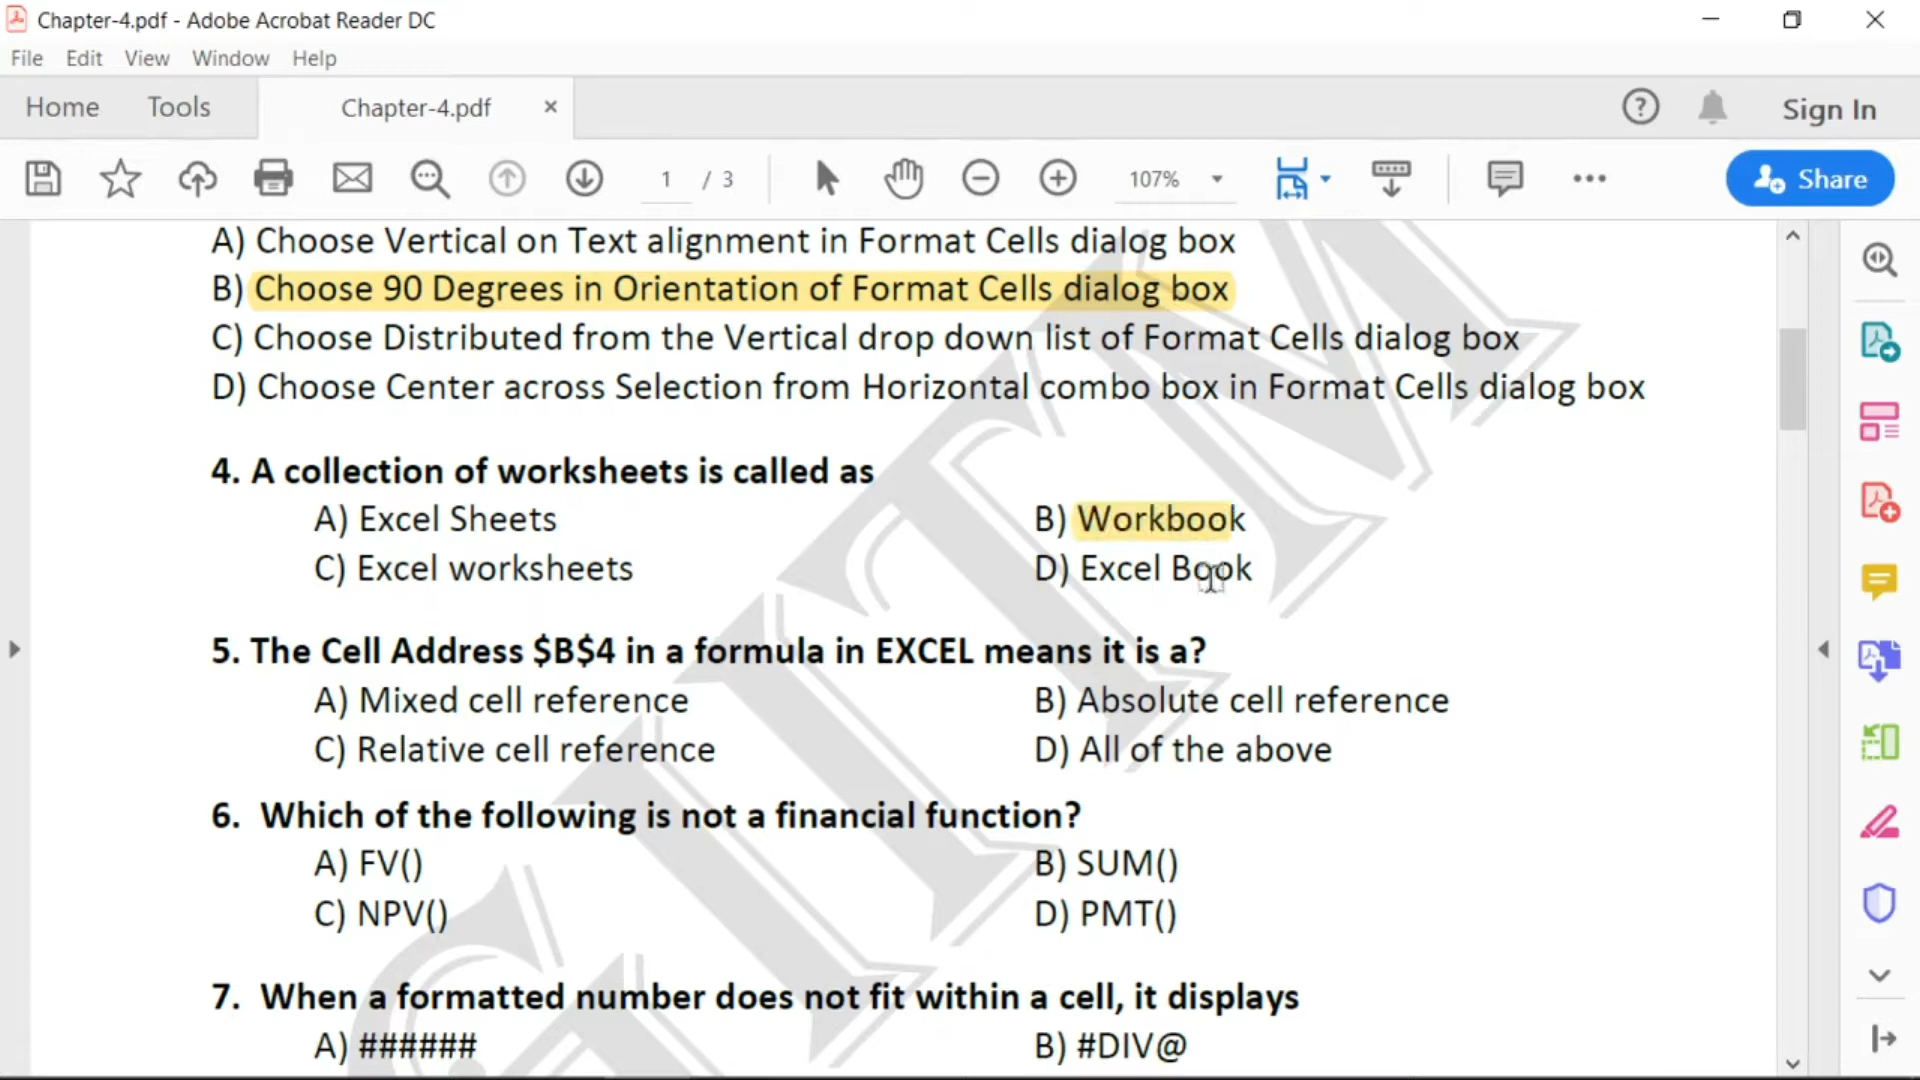 Chapter-4.pdf - Adobe Acrobat Reader DC
File Edit View Window Help
Home Tools Chapter-4.pdf × Sign In
1 / 3 107% Share
A) Choose Vertical on Text alignment in Format Cells dialog box
B) Choose 90 Degrees in Orientation of Format Cells dialog box
C) Choose Distributed from the Vertical drop down list of Format Cells dialog box
D) Choose Center across Selection from Horizontal combo box in Format Cells dialog box
4. A collection of worksheets is called as
A) Excel Sheets B) Workbook
C) Excel worksheets D) Excel Book
5. The Cell Address $B$4 in a formula in EXCEL means it is a?
A) Mixed cell reference B) Absolute cell reference
C) Relative cell reference D) All of the above
6. Which of the following is not a financial function?
A) FV() B) SUM()
C) NPV() D) PMT()
7. When a formatted number does not fit within a cell, it displays
A) ###### B) #DIV@